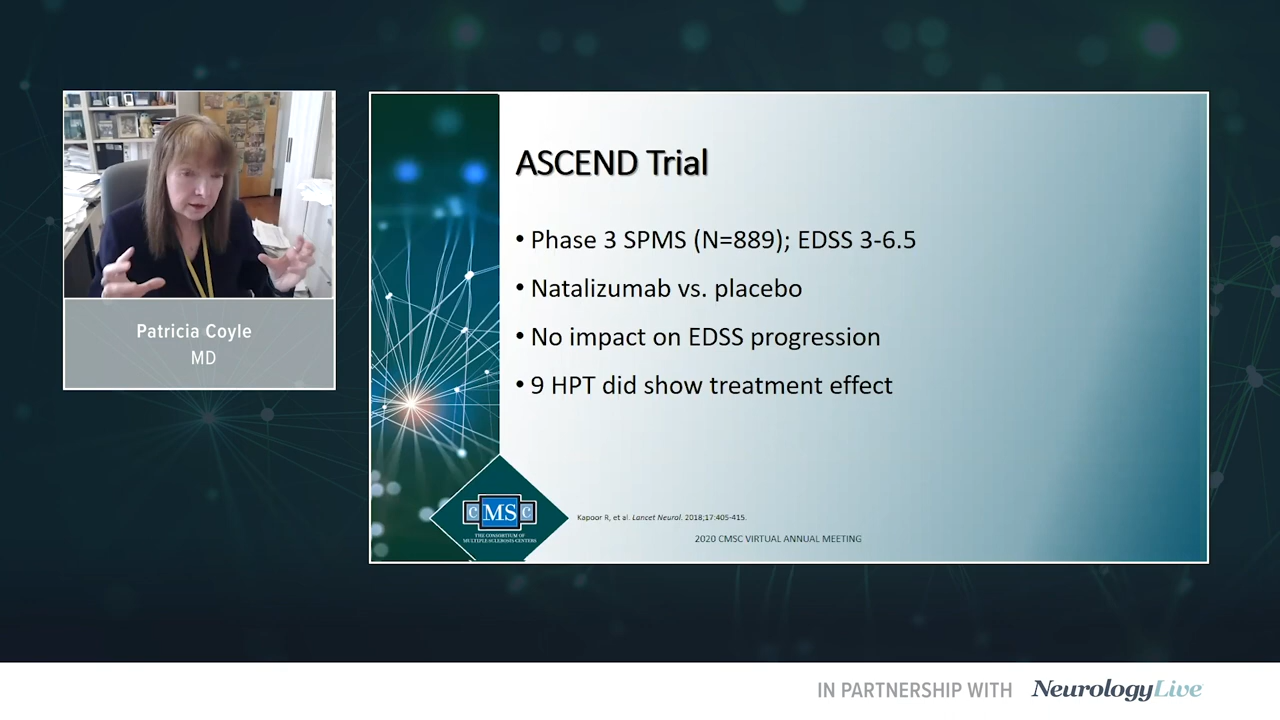 Patricia Coyle
MD
ASCEND Trial
• Phase 3 SPMS (N=889); EDSS 3-6.5
• Natalizumab vs. placebo
• No impact on EDSS progression
• 9 HPT did show treatment effect
C MS C
THE CONSORTIUM OF
MULTIPLE SCLEROSIS CENTERS
Kapoor R, et al. Lancet Neurol. 2018;17:405-415.
2020 CMSC VIRTUAL ANNUAL MEETING
IN PARTNERSHIP WITH NeurologyLive